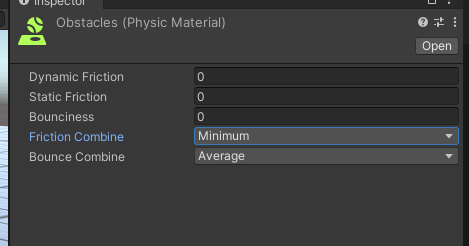 Inspector
Obstacles (Physic Material)
Open
Dynamic Friction 0
Static Friction 0
Bounciness 0
Friction Combine Minimum
Bounce Combine Average